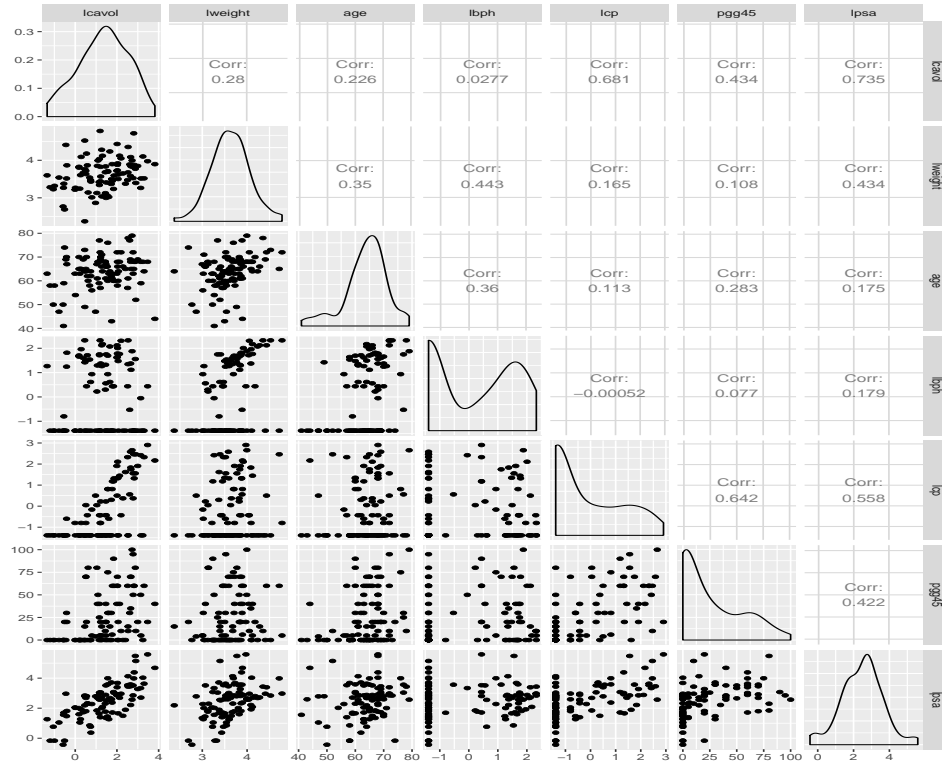 lcavol lweight age lbph lcp pgg45 lpsa
0.3
0.2
0.1
0.0
Corr: Corr: Corr: Corr: Corr: Corr:
0.28 0.226 0.0277 0.681 0.434 0.735
lcavol
4
3
Corr: Corr: Corr: Corr: Corr:
0.35 0.443 0.165 0.108 0.434
lweight
80
70
60
50
40
Corr: Corr: Corr: Corr:
0.36 0.113 0.283 0.175
age
2
1
0
−1
Corr: Corr: Corr:
−0.00052 0.077 0.179
lbph
3
2
1
0
−1
Corr: Corr:
0.642 0.558
lcp
100
75
50
25
0
Corr:
0.422
pgg45
4
2
0
lpsa
0 2 4 3 4 40 50 60 70 80 −1 0 1 2 −1 0 1 2 3 0 25 50 75 100 0 2 4